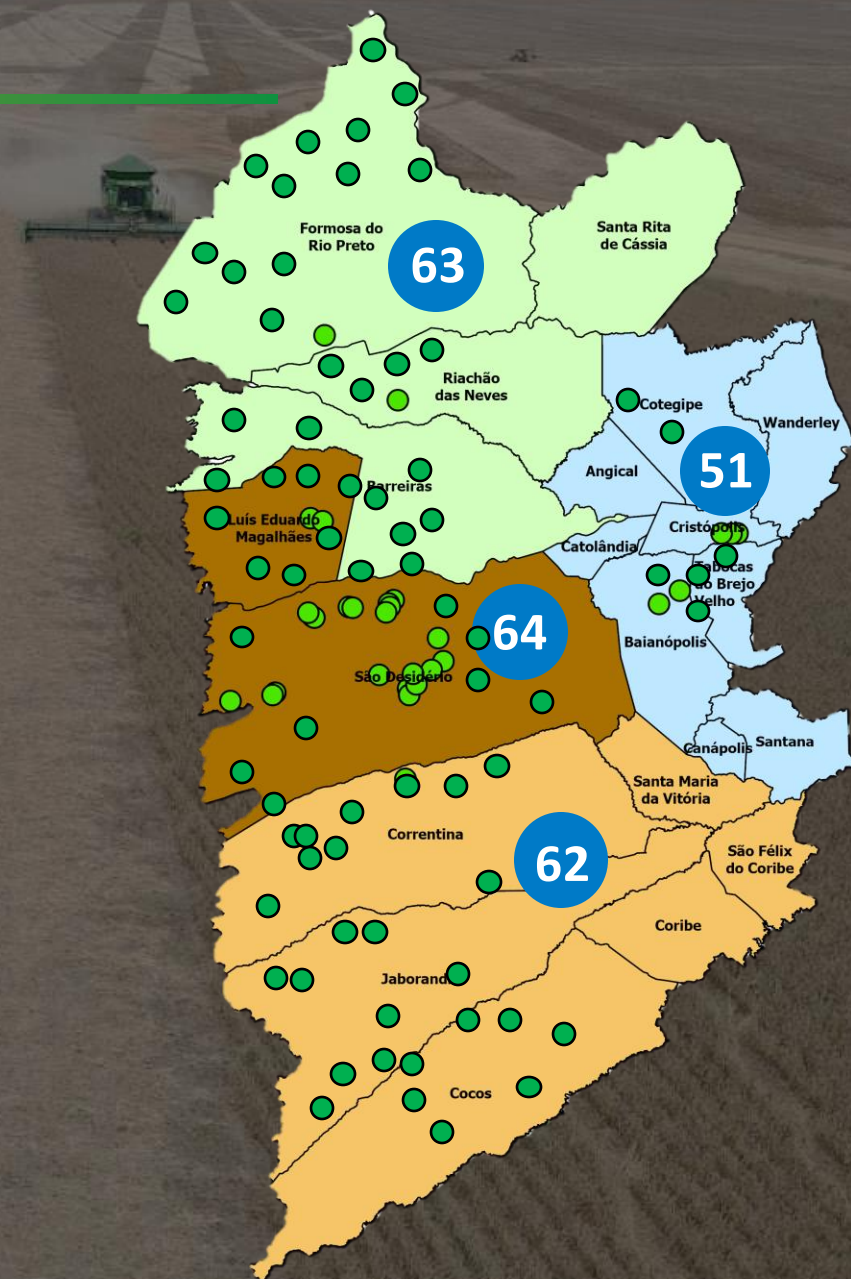 Formosa do
Rio Preto
63
Santa Rita
de Cássia
Riachão
das Neves
Cotegipe
Wanderley
Angical
51
Barreiras
Luís Eduardo
Magalhães
Cristópolis
Catolândia
Tabocas
do Brejo
Velho
64
Baianópolis
São Desidério
Canápolis
Santana
Santa Maria
da Vitória
Correntina
62
São Félix
do Coribe
Coribe
Jaborandi
Cocos